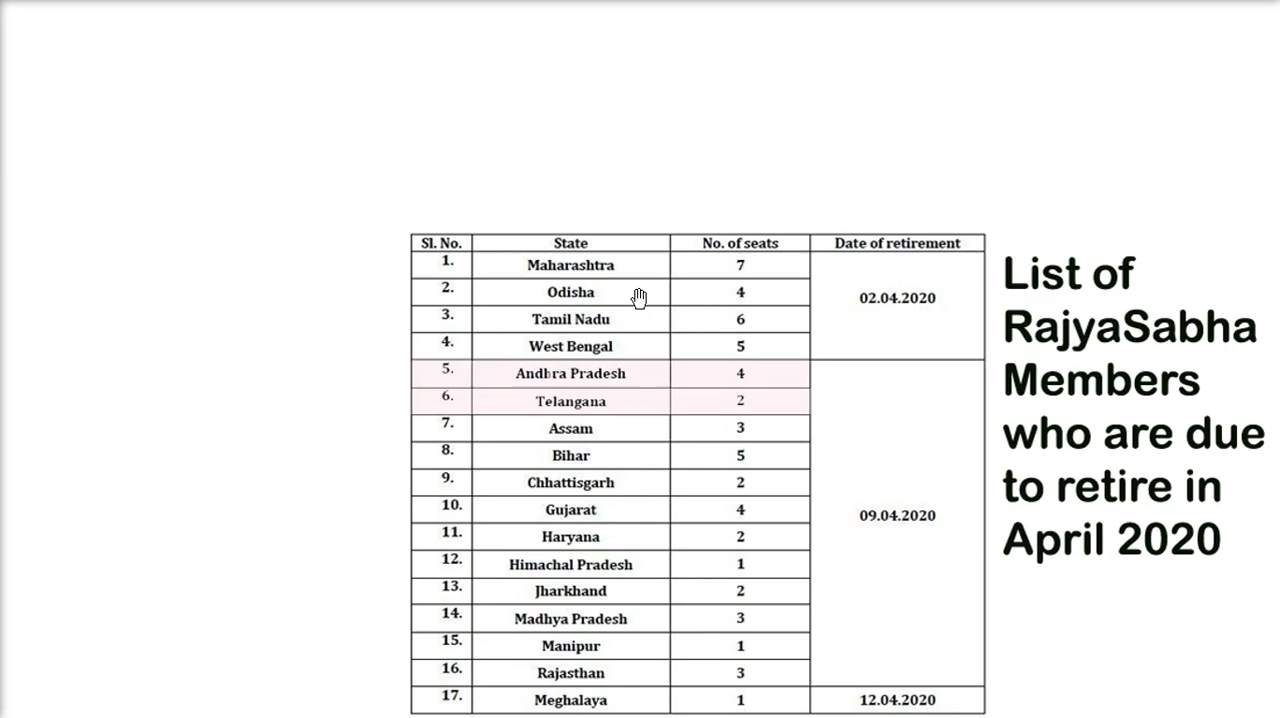 Sl. No. State No. of seats Date of retirement
1. Maharashtra 7 02.04.2020
2. Odisha 4
3. Tamil Nadu 6
4. West Bengal 5
5. Andhra Pradesh 4 09.04.2020
6. Telangana 2
7. Assam 3
8. Bihar 5
9. Chhattisgarh 2
10. Gujarat 4
11. Haryana 2
12. Himachal Pradesh 1
13. Jharkhand 2
14. Madhya Pradesh 3
15. Manipur 1
16. Rajasthan 3
17. Meghalaya 1 12.04.2020
List of
RajyaSabha
Members
who are due
to retire in
April 2020